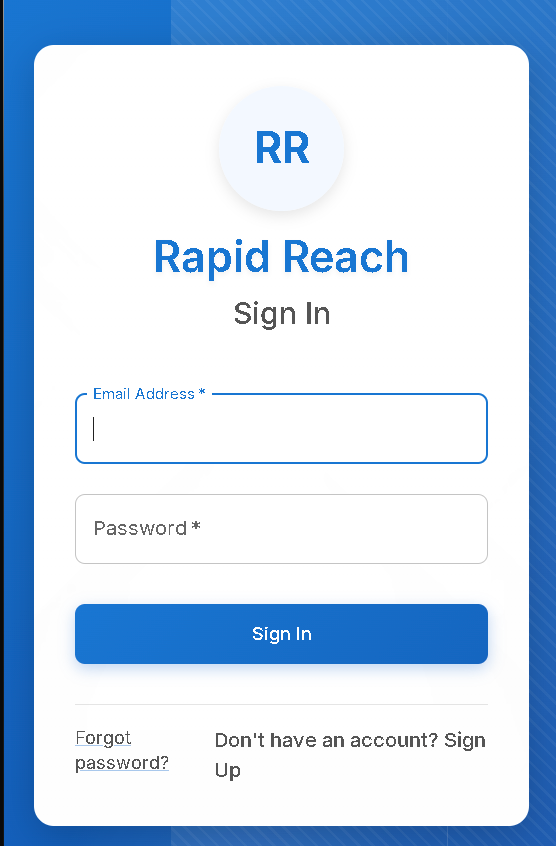 RR
Rapid Reach
Sign In
Email Address *
Password *
Sign In
Forgot
password?
Don't have an account? Sign
Up